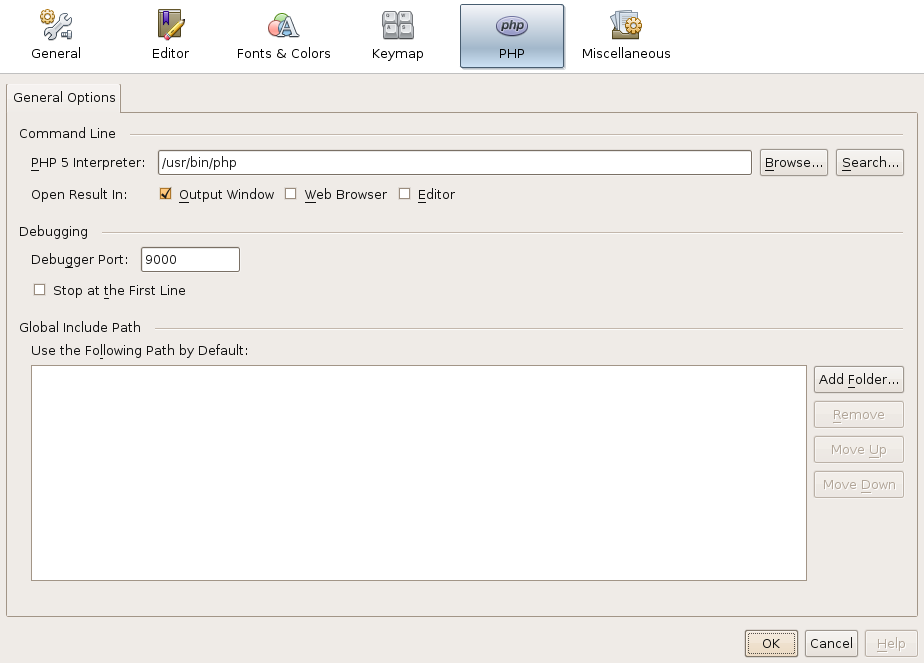 php
General Editor Fonts & Colors Keymap PHP Miscellaneous
General Options
Command Line
PHP 5 Interpreter: /usr/bin/php Browse... Search...
Open Result In: Output Window Web Browser Editor
Debugging
Debugger Port: 9000
Stop at the First Line
Global Include Path
Use the Following Path by Default:
Add Folder...
Remove
Move Up
Move Down
OK Cancel Help